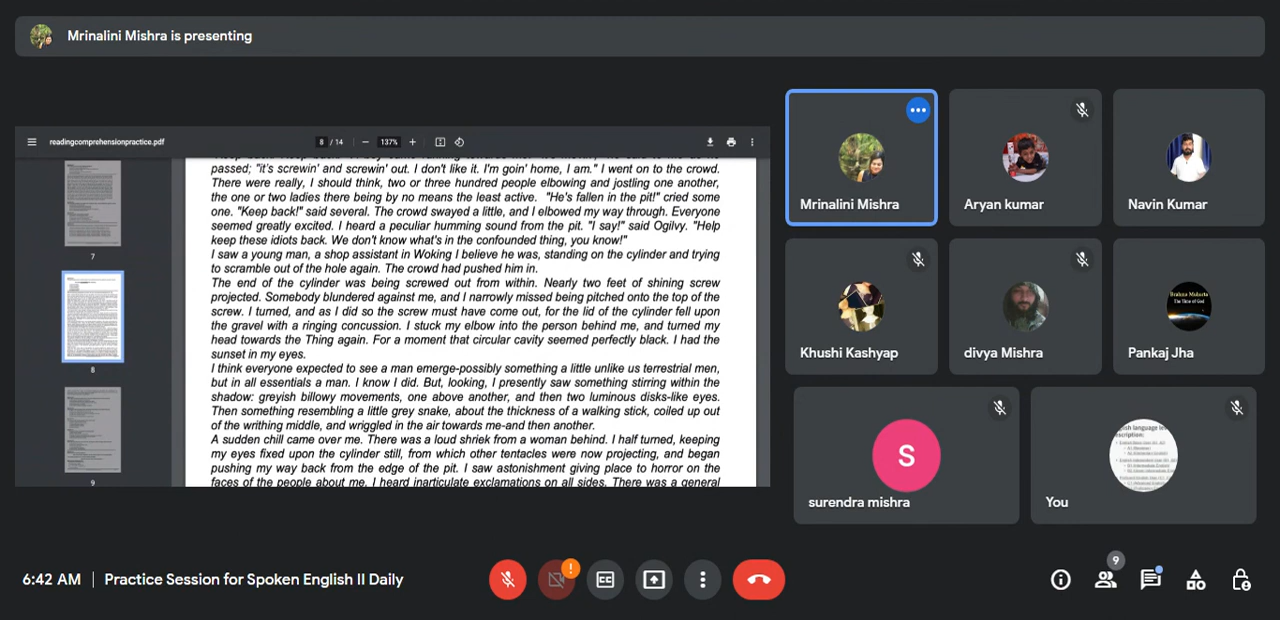 Mrinalini Mishra is presenting
readingcomprehensionpractice.pdf
8 / 14
137%
passed; "it's screwin' and screwin' out. I don't like it. I'm goin' home, I am." I went on to the crowd.
There were really, I should think, two or three hundred people elbowing and jostling one another,
the one or two ladies there being by no means the least active. "He's fallen in the pit!" cried some
one. "Keep back!" said several. The crowd swayed a little, and I elbowed my way through. Everyone
seemed greatly excited. I heard a peculiar humming sound from the pit. "I say!" said Ogilvy. "Help
keep these idiots back. We don't know what's in the confounded thing, you know!"
I saw a young man, a shop assistant in Woking I believe he was, standing on the cylinder and trying
to scramble out of the hole again. The crowd had pushed him in.
The end of the cylinder was being screwed out from within. Nearly two feet of shining screw
projected. Somebody blundered against me, and I narrowly missed being pitched onto the top of the
screw. I turned, and as I did so the screw must have come out, for the lid of the cylinder fell upon
the gravel with a ringing concussion. I stuck my elbow into the person behind me, and turned my
head towards the Thing again. For a moment that circular cavity seemed perfectly black. I had the
sunset in my eyes.
I think everyone expected to see a man emerge-possibly something a little unlike us terrestrial men,
but in all essentials a man. I know I did. But, looking, I presently saw something stirring within the
shadow: greyish billowy movements, one above another, and then two luminous disks-like eyes.
Then something resembling a little grey snake, about the thickness of a walking stick, coiled up out
of the writhing middle, and wriggled in the air towards me-and then another.
A sudden chill came over me. There was a loud shriek from a woman behind. I half turned, keeping
my eyes fixed upon the cylinder still, from which other tentacles were now projecting, and began
pushing my way back from the edge of the pit. I saw astonishment giving place to horror on the
faces of the people about me. I heard inarticulate exclamations on all sides. There was a general
7
8
9
Mrinalini Mishra
Aryan kumar
Navin Kumar
Khushi Kashyap
divya Mishra
Brahma Muhurta
The Time of God
Pankaj Jha
S
surendra mishra
You
6:42 AM | Practice Session for Spoken English II Daily
CC
9